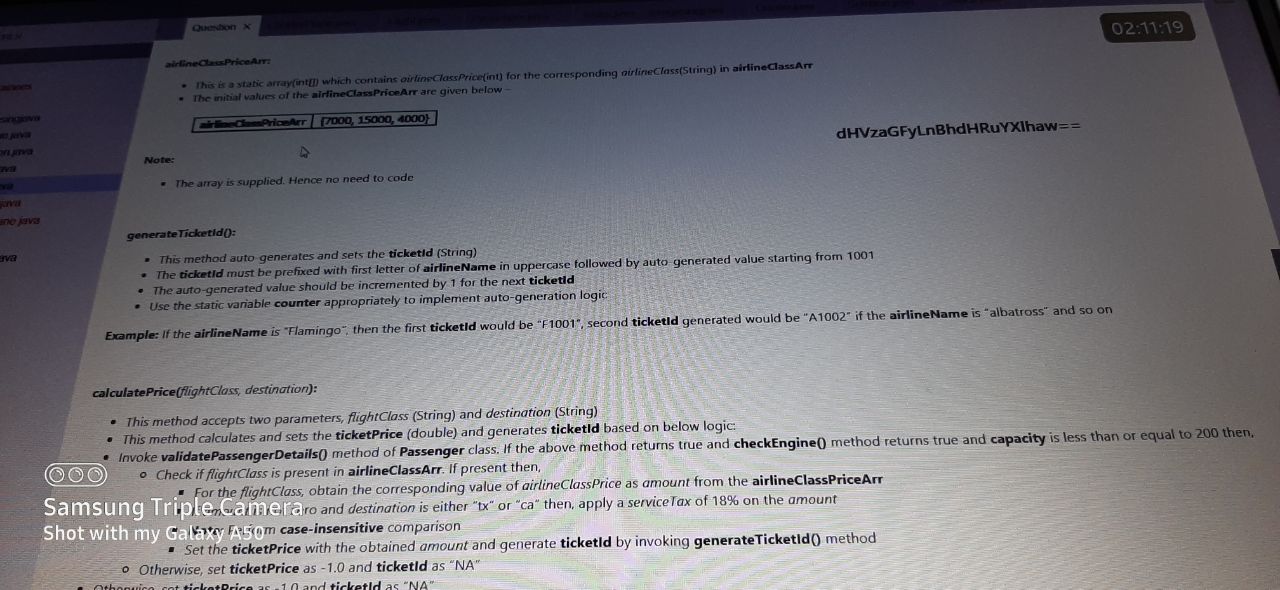 Question ×
02:11:19
airlineClassPriceArr:
• This is a static array(int[]) which contains airlineClassPrice(int) for the corresponding airlineClass(String) in airlineClassArr
• The initial values of the airlineClassPriceArr are given below –
airlineClassPriceArr {7000, 15000, 4000}
dHVzaGFyLnBhdHRuYXlhaw==
Note:
• The array is supplied. Hence no need to code
generateTicketId():
• This method auto-generates and sets the ticketId (String)
• The ticketId must be prefixed with first letter of airlineName in uppercase followed by auto-generated value starting from 1001
• The auto-generated value should be incremented by 1 for the next ticketId
• Use the static variable counter appropriately to implement auto-generation logic
Example: If the airlineName is "Flamingo", then the first ticketId would be "F1001", second ticketId generated would be "A1002" if the airlineName is "albatross" and so on
calculatePrice(flightClass, destination):
• This method accepts two parameters, flightClass (String) and destination (String)
• This method calculates and sets the ticketPrice (double) and generates ticketId based on below logic:
• Invoke validatePassengerDetails() method of Passenger class. If the above method returns true and checkEngine() method returns true and capacity is less than or equal to 200 then,
o Check if flightClass is present in airlineClassArr. If present then,
▪ For the flightClass, obtain the corresponding value of airlineClassPrice as amount from the airlineClassPriceArr
and destination is either "tx" or "ca" then, apply a serviceTax of 18% on the amount
case-insensitive comparison
▪ Set the ticketPrice with the obtained amount and generate ticketId by invoking generateTicketId() method
o Otherwise, set ticketPrice as -1.0 and ticketId as "NA"
• Otherwise, set ticketPrice as -1.0 and ticketId as "NA"
Samsung Triple Camera
Shot with my Galaxy A50